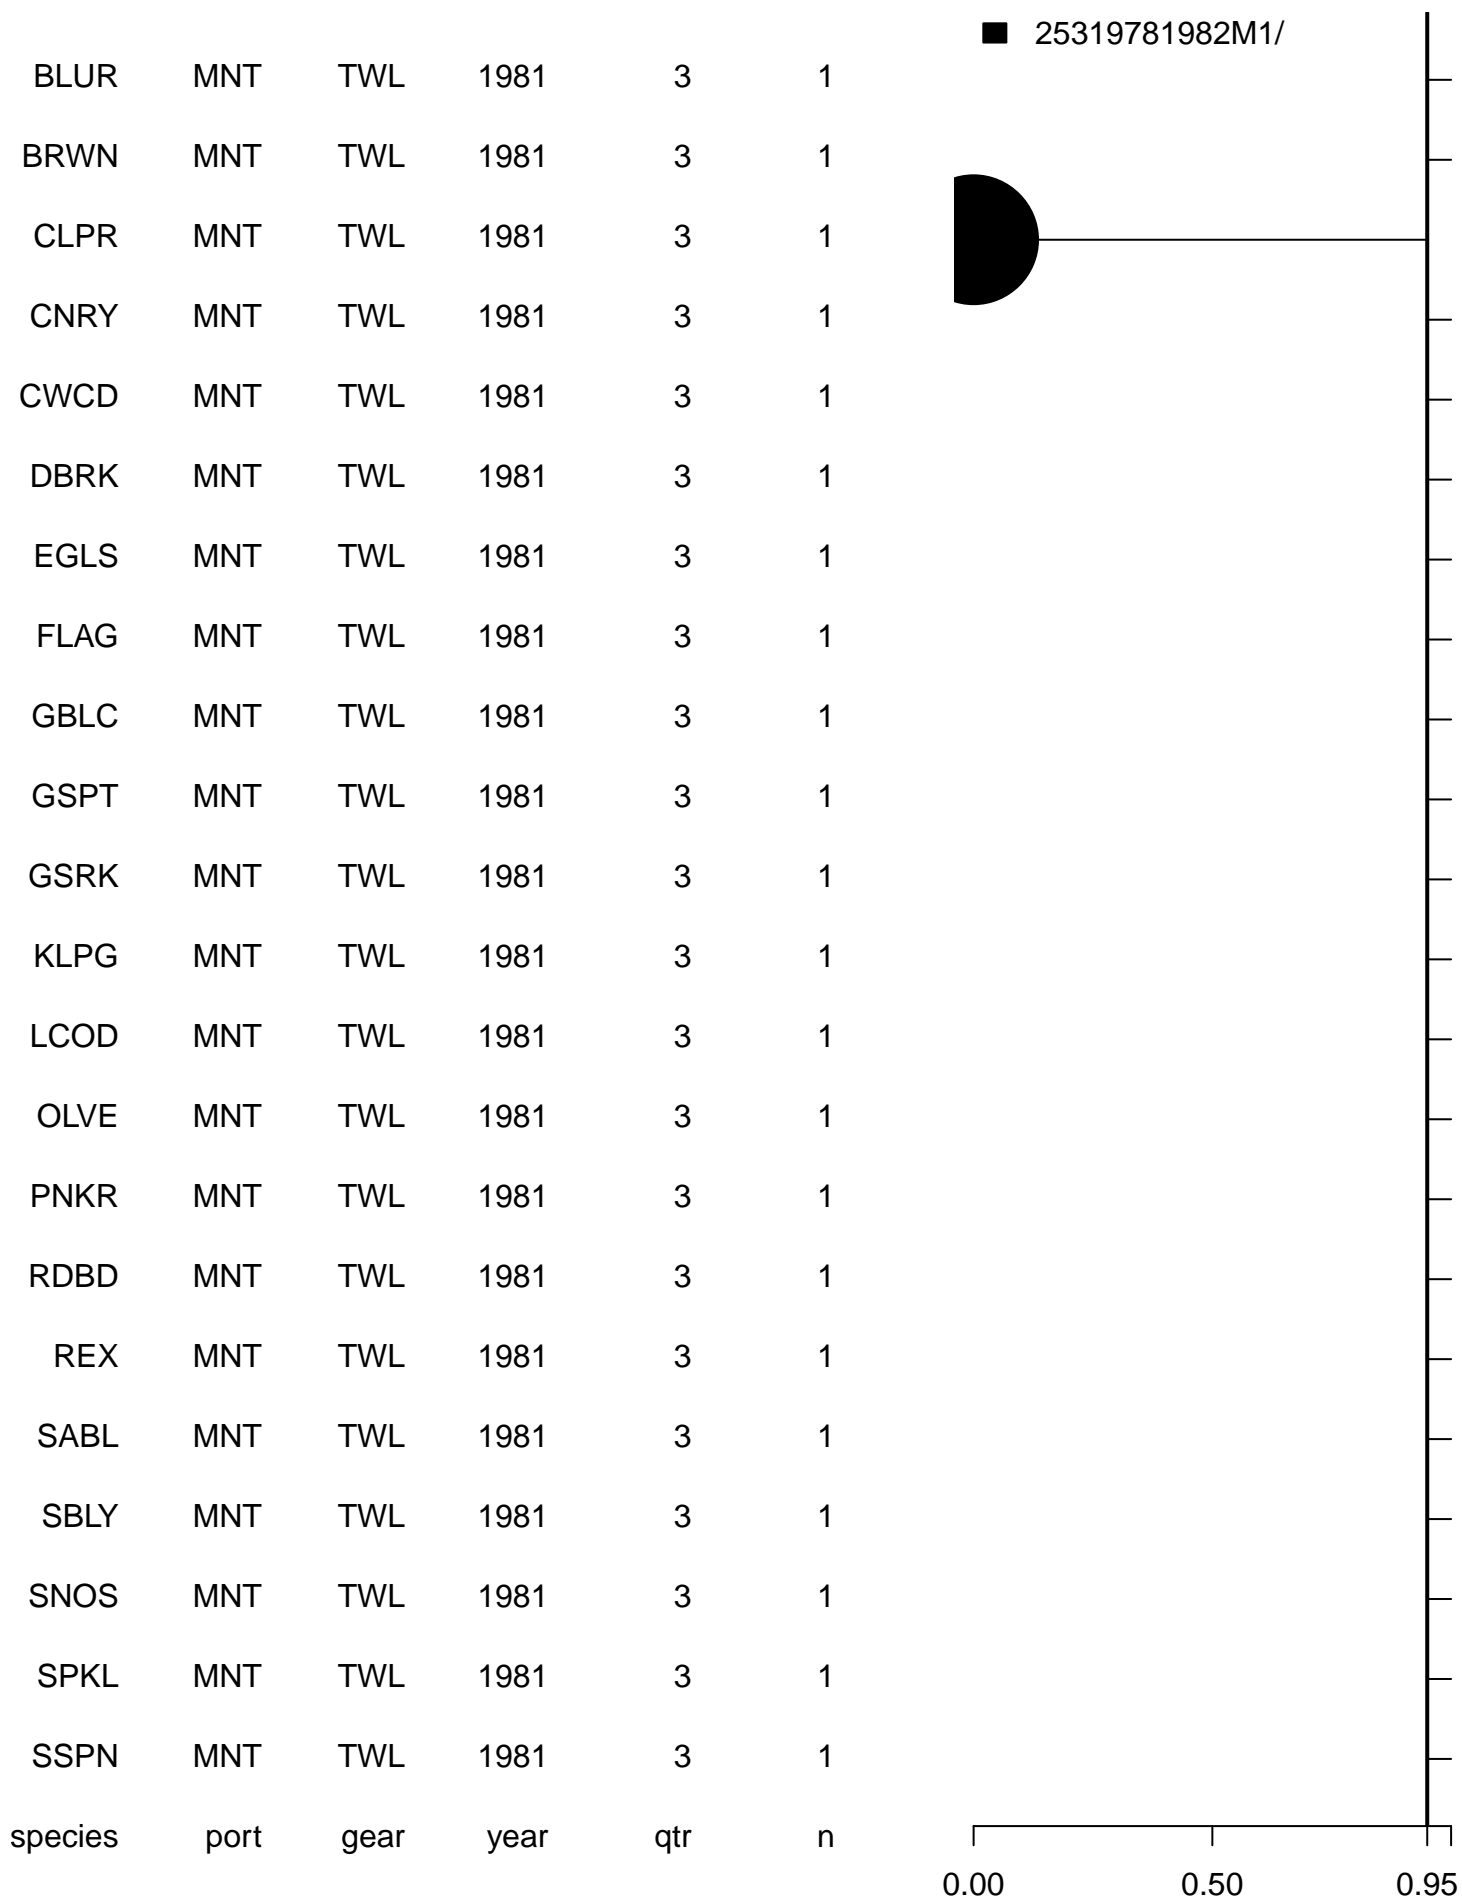 25319781982M1/
BLUR MNT TWL 1981 3 1
BRWN MNT TWL 1981 3 1
CLPR MNT TWL 1981 3 1
CNRY MNT TWL 1981 3 1
CWCD MNT TWL 1981 3 1
DBRK MNT TWL 1981 3 1
EGLS MNT TWL 1981 3 1
FLAG MNT TWL 1981 3 1
GBLC MNT TWL 1981 3 1
GSPT MNT TWL 1981 3 1
GSRK MNT TWL 1981 3 1
KLPG MNT TWL 1981 3 1
LCOD MNT TWL 1981 3 1
OLVE MNT TWL 1981 3 1
PNKR MNT TWL 1981 3 1
RDBD MNT TWL 1981 3 1
REX MNT TWL 1981 3 1
SABL MNT TWL 1981 3 1
SBLY MNT TWL 1981 3 1
SNOS MNT TWL 1981 3 1
SPKL MNT TWL 1981 3 1
SSPN MNT TWL 1981 3 1
species port gear year qtr n
0.00 0.50 0.95